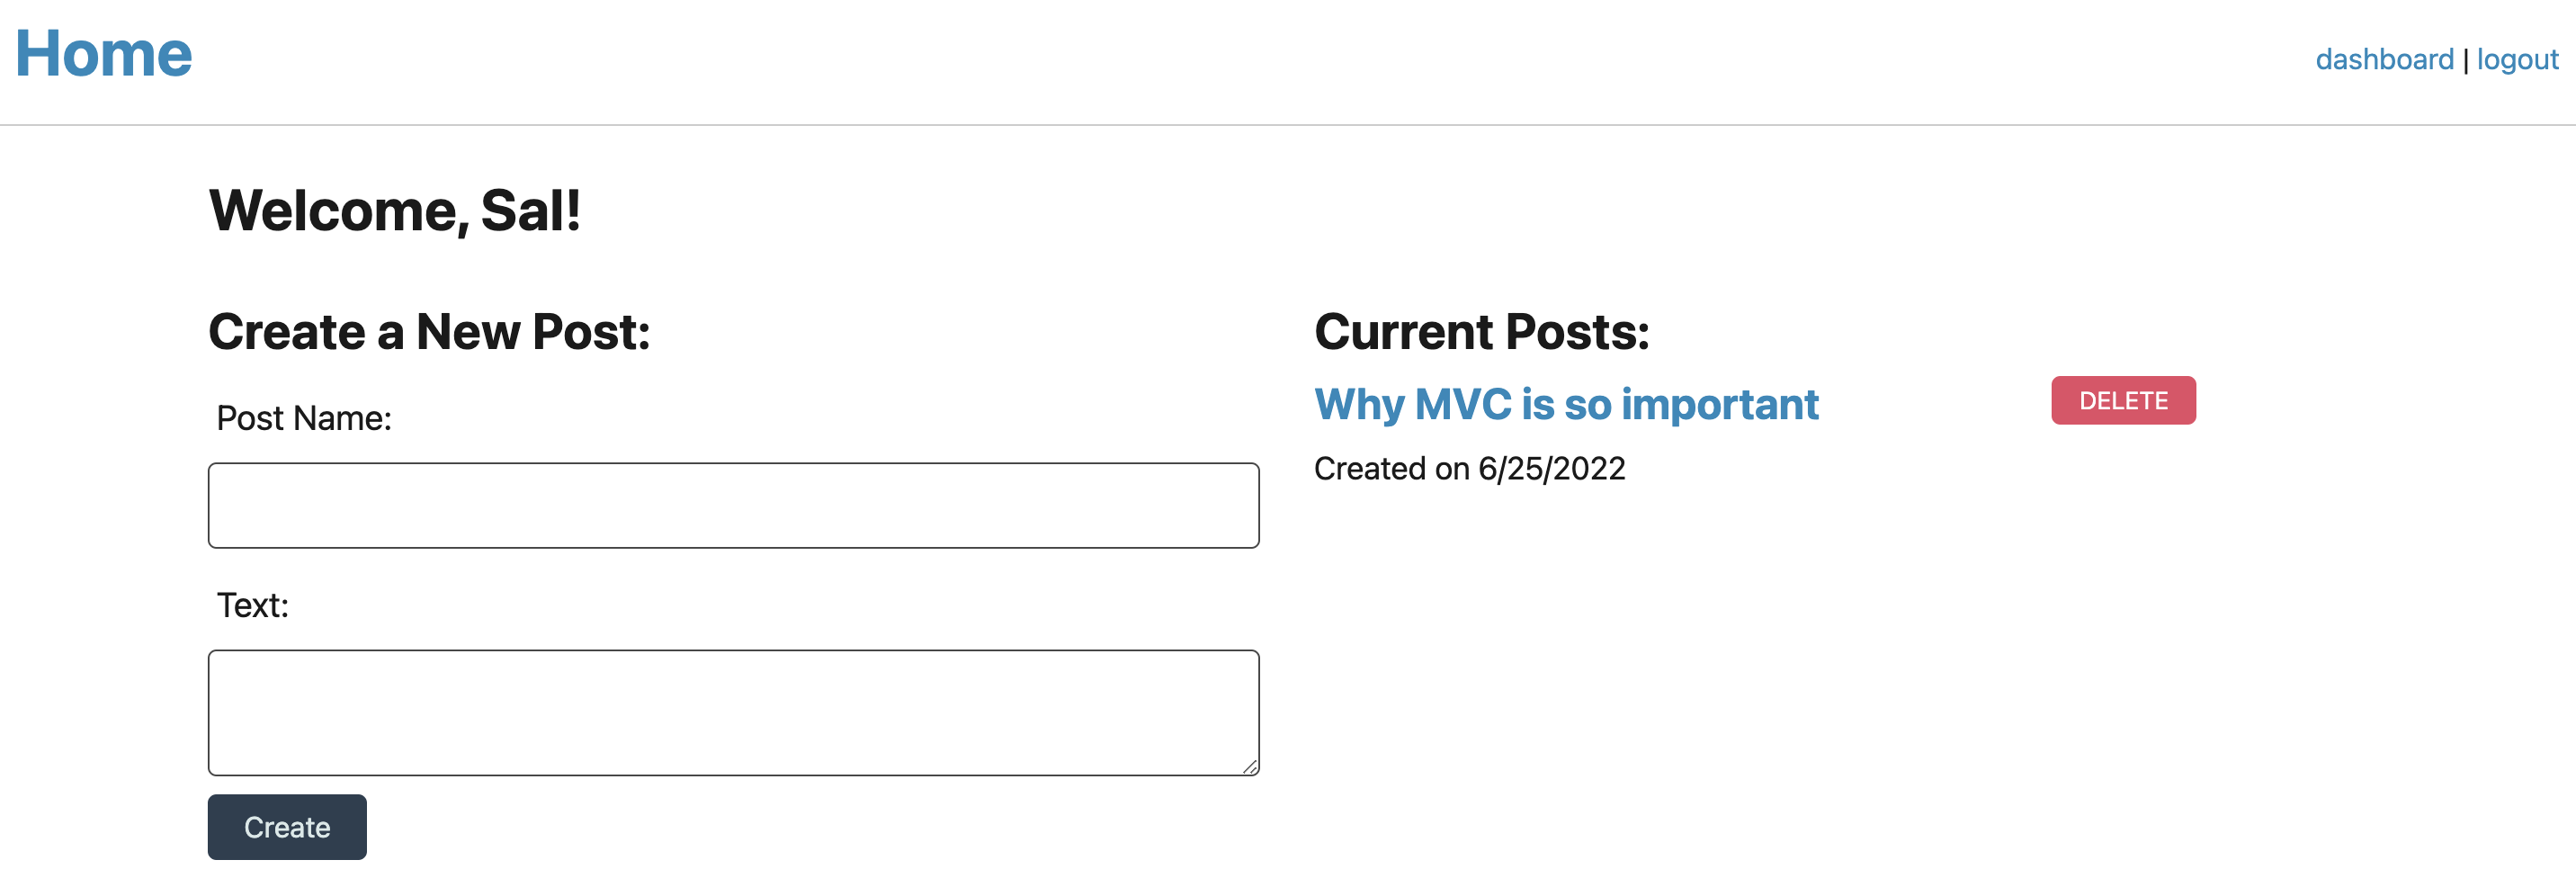 Home
dashboard | logout
Welcome, Sal!
Create a New Post:
Post Name:
Text:
Create
Current Posts:
Why MVC is so important
DELETE
Created on 6/25/2022